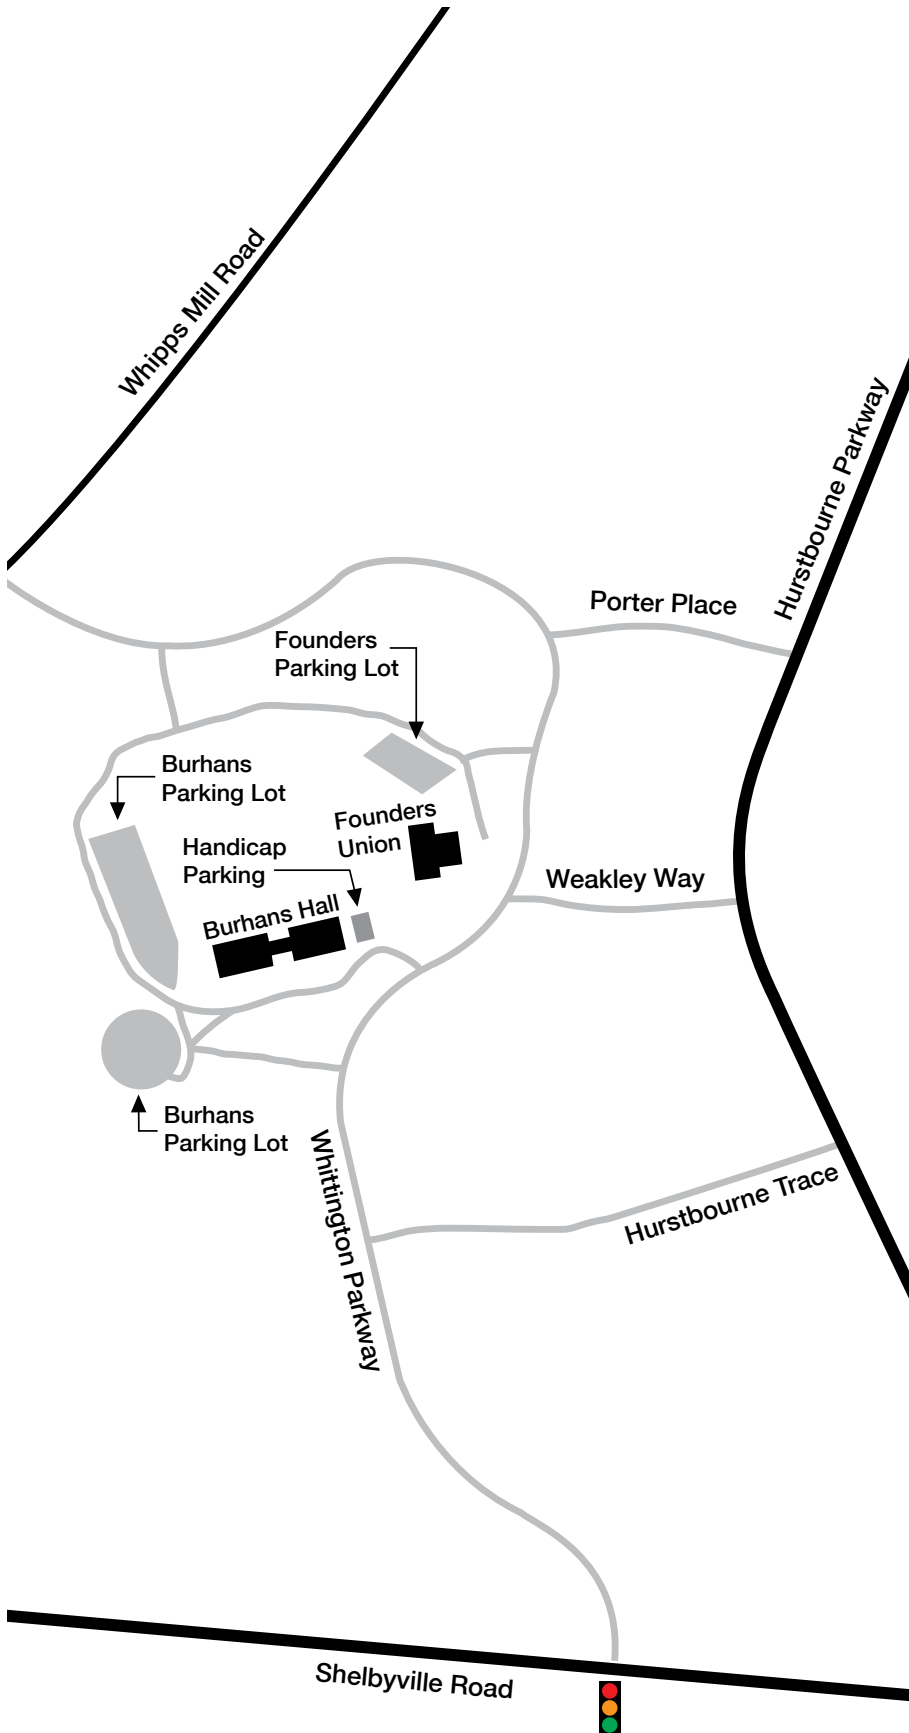 Whipps Mill Road
Hurstbourne Parkway
Porter Place
Founders
Parking Lot
Burhans
Parking Lot
Founders
Union
Handicap
Parking
Weakley Way
Burhans Hall
Burhans
Parking Lot
Whittington Parkway
Hurstbourne Trace
Shelbyville Road